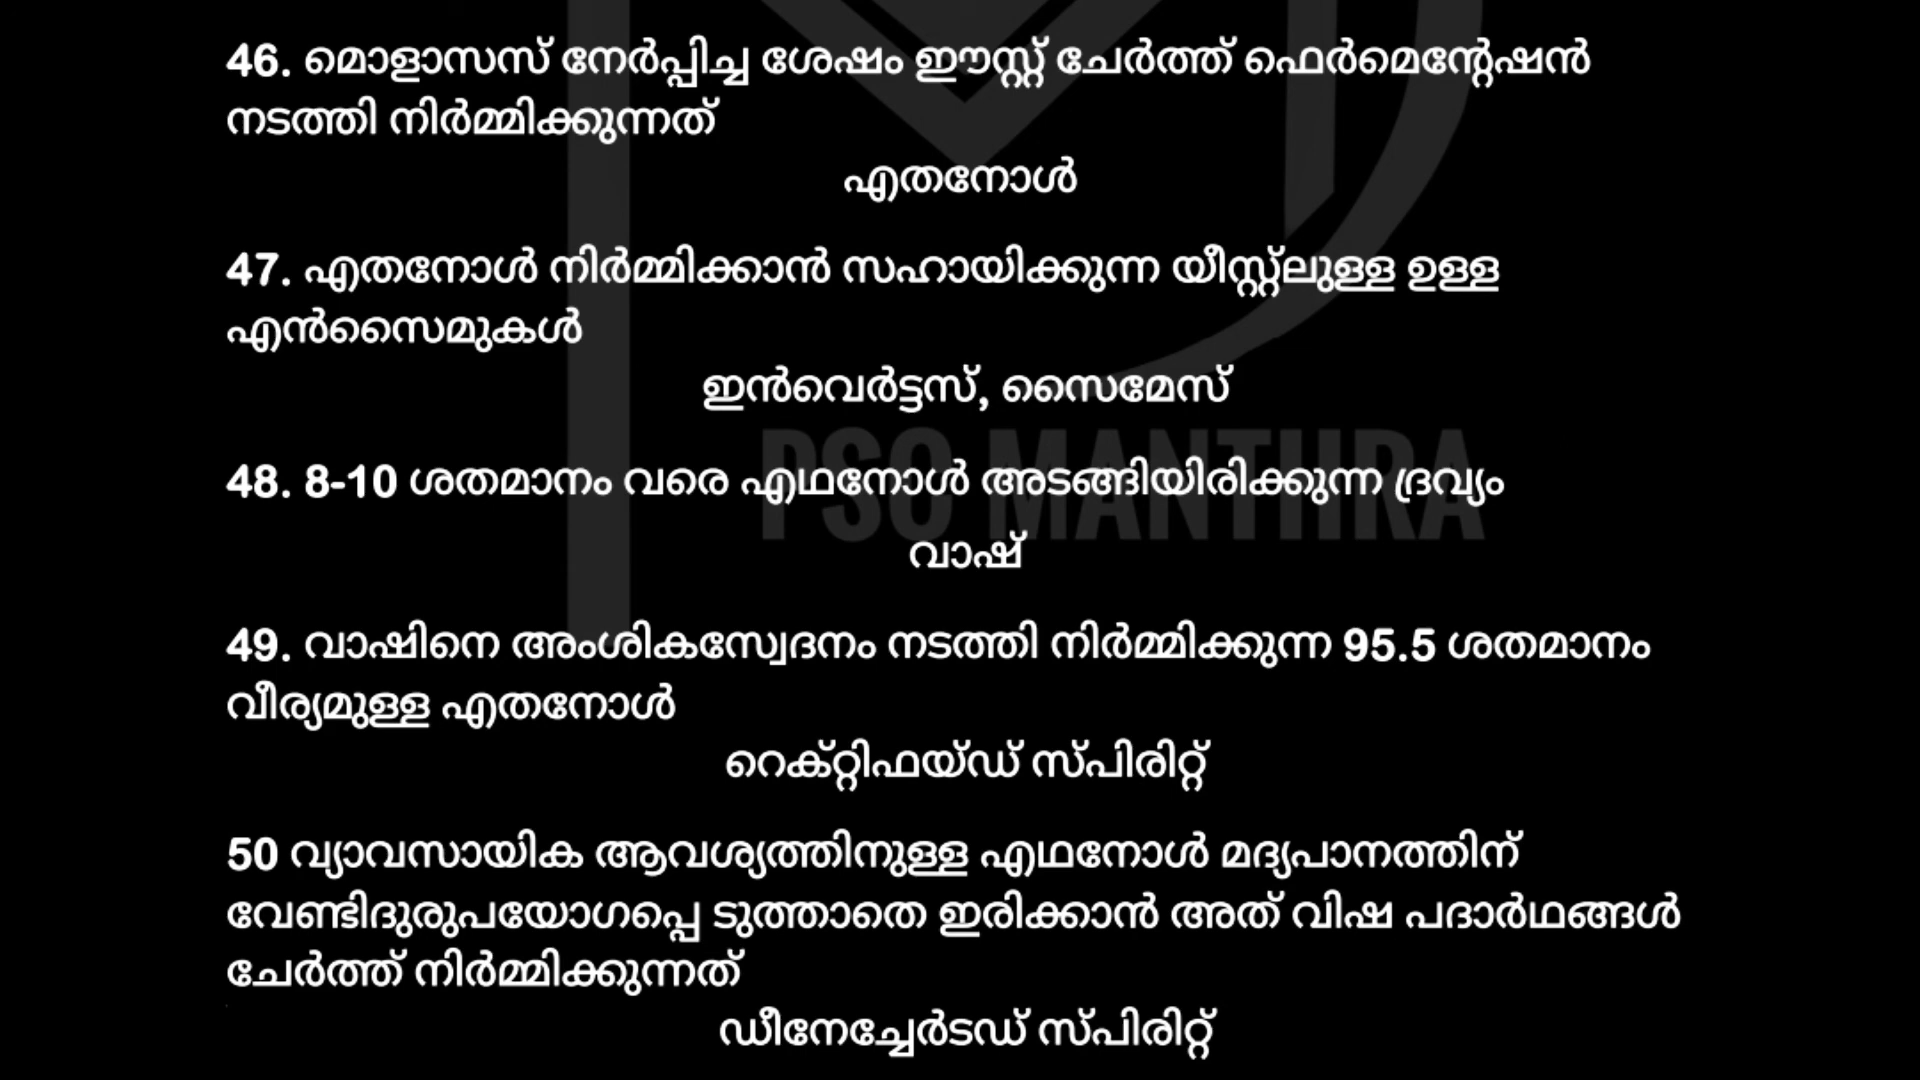 46. മൊളാസസ് നേർപ്പിച്ച ശേഷം ഈസ്റ്റ് ചേർത്ത് ഫെർമെന്റേഷൻ
നടത്തി നിർമ്മിക്കുന്നത്
എതനോൾ
47. എതനോൾ നിർമ്മിക്കാൻ സഹായിക്കുന്ന യീസ്റ്റ്ലുള്ള ഉള്ള
എൻസൈമുകൾ
ഇൻവെർട്ടസ്, സൈമേസ്
PSC MANTHRA
48. 8-10 ശതമാനം വരെ എഥനോൾ അടങ്ങിയിരിക്കുന്ന ദ്രവ്യം
വാഷ്
49. വാഷിനെ അംശികസ്വേദനം നടത്തി നിർമ്മിക്കുന്ന 95.5 ശതമാനം
വീര്യമുള്ള എതനോൾ
റെക്റ്റിഫയ്ഡ് സ്പിരിറ്റ്
50 വ്യാവസായിക ആവശ്യത്തിനുള്ള എഥനോൾ മദ്യപാനത്തിന്
വേണ്ടിദുരുപയോഗപ്പെ ടുത്താതെ ഇരിക്കാൻ അത് വിഷ പദാർഥങ്ങൾ
ചേർത്ത് നിർമ്മിക്കുന്നത്
ഡീനേച്ചേർടഡ് സ്പിരിറ്റ്